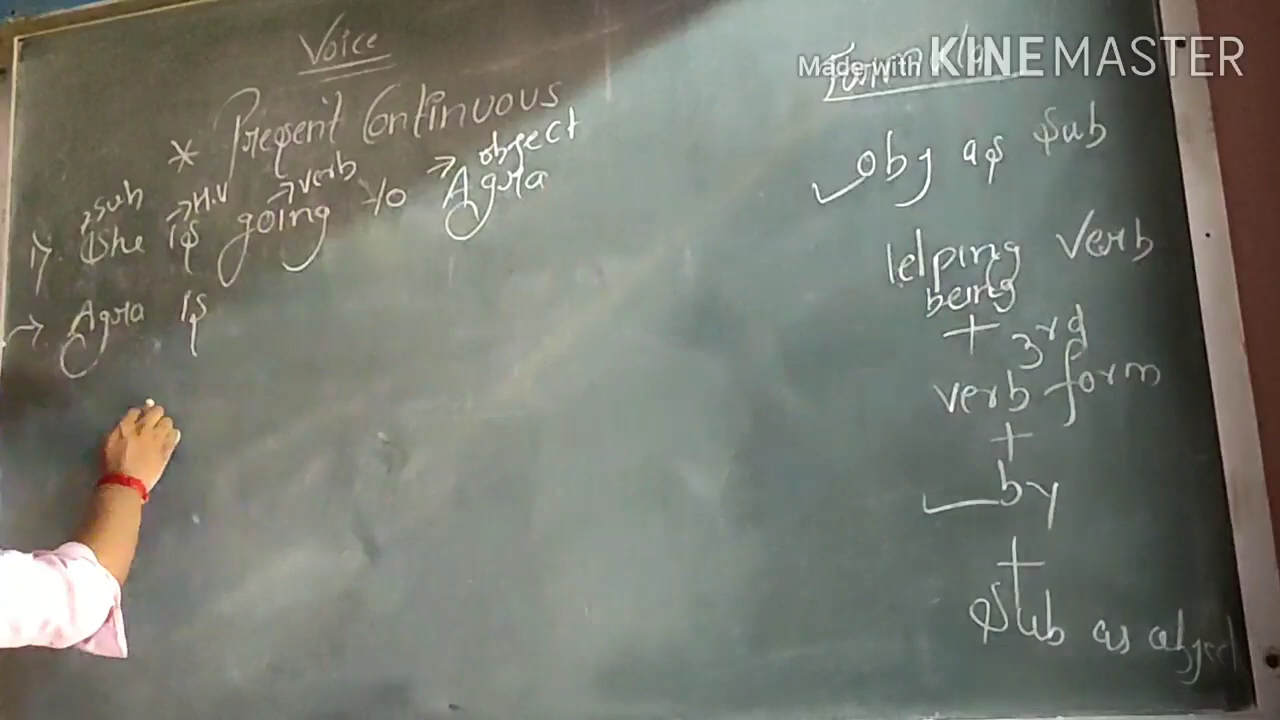 Voice
* Present Continuous
sub H.V verb object
1) She is going to Agra
→ Agra is
Formula
Made with KINEMASTER
obj as sub
helping verb
being
+ 3rd
verb form
+
by
+
Sub as object